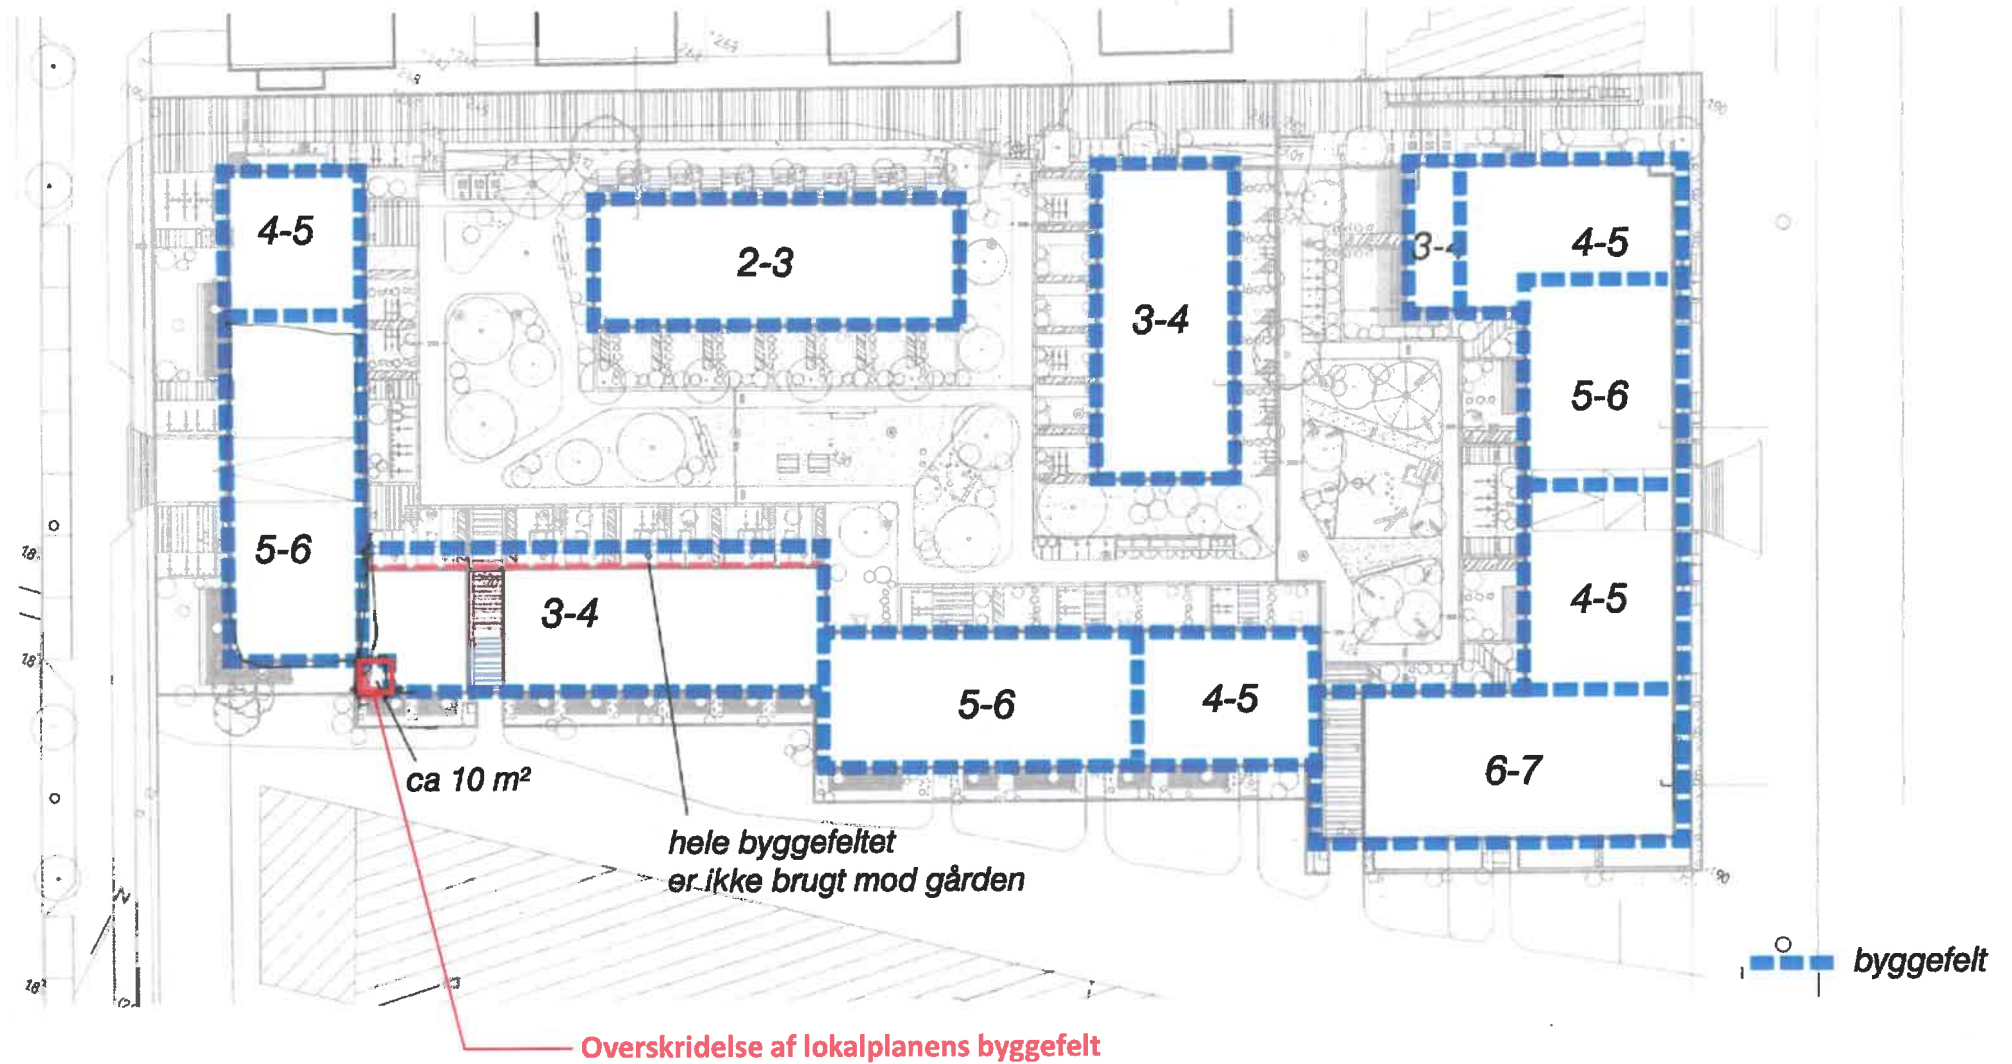 4-5
2-3
3-4
3-4
4-5
5-6
5-6
3-4
4-5
5-6
4-5
6-7
ca 10 m²
hele byggefeltet
er ikke brugt mod gården
byggefelt
Overskridelse af lokalplanens byggefelt